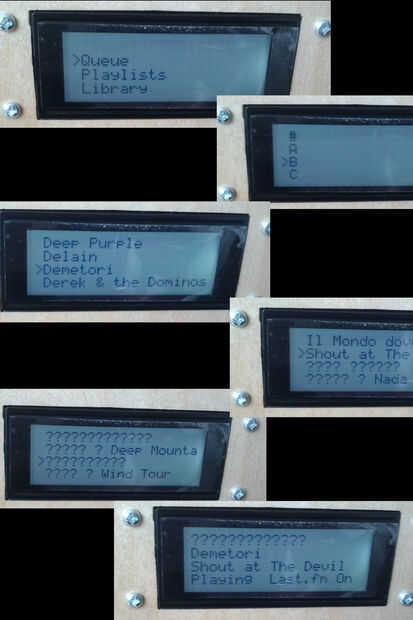 >Queue
Playlists
Library
#
A
>B
C
Deep Purple
Delain
>Demetori
Derek & the Dominos
Il Mondo dov
>Shout at The
???? ??????
????? ? Nada
?????????????
????? ? Deep Mounta
>??????????
???? ? Wind Tour
??????????????
Demetori
Shout at The Devil
Playing Last.fm On